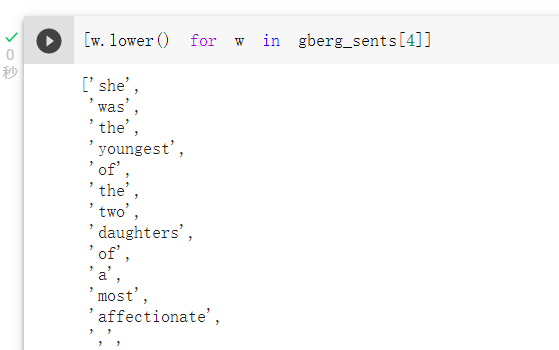 [w.lower() for w in gberg_sents[4]]
0
秒
['she',
'was',
'the',
'youngest',
'of',
'the',
'two',
'daughters',
'of',
'a',
'most',
'affectionate',
',',